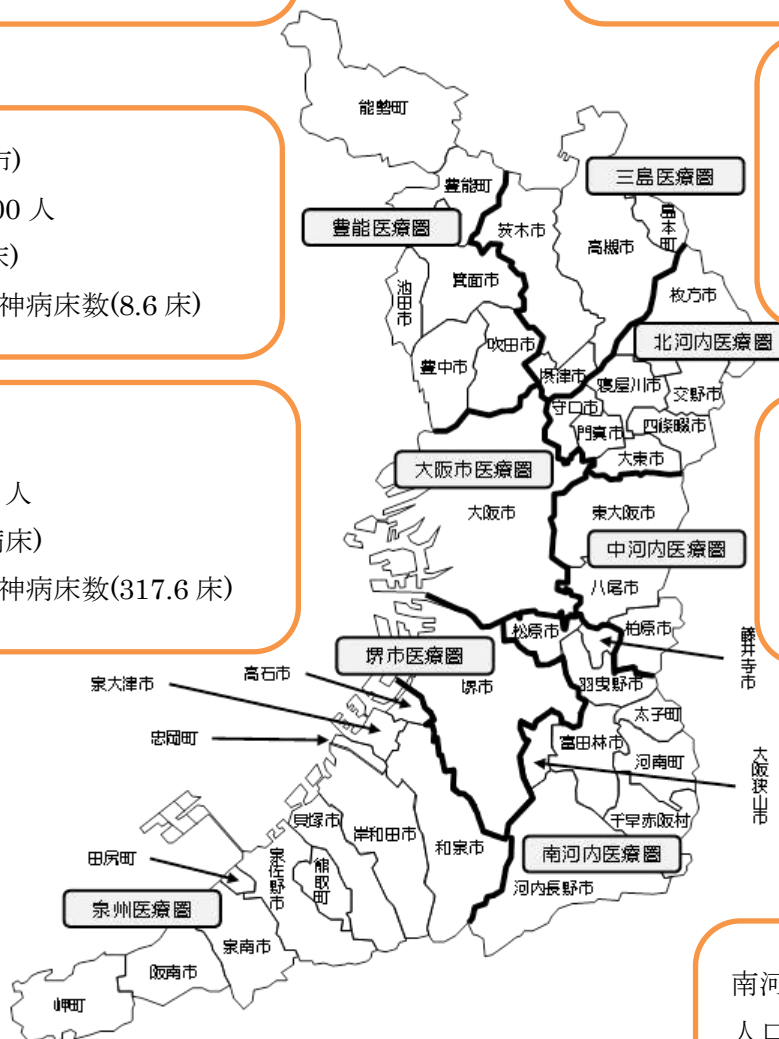 能勢町
市)
豊能町
三島医療圏
00 人
島本町
豊能医療圏
茨木市
高槻市
床)
箕面市
池田市
枚方市
神病床数(8.6 床)
北河内医療圏
吹田市
豊中市
摂津市
寝屋川市
交野市
守口市
門真市
四條畷市
大東市
大阪市医療圏
人
大阪市
東大阪市
病床)
中河内医療圏
神病床数(317.6 床)
八尾市
松原市
柏原市
藤井寺市
堺市医療圏
高石市
堺市
羽曳野市
泉大津市
太子町
忠岡町
富田林市
河南町
大阪狭山市
千早赤阪村
貝塚市
岸和田市
和泉市
南河内医療圏
田尻町
泉佐野市
熊取町
河内長野市
泉州医療圏
泉南市
阪南市
岬町
南河
人口